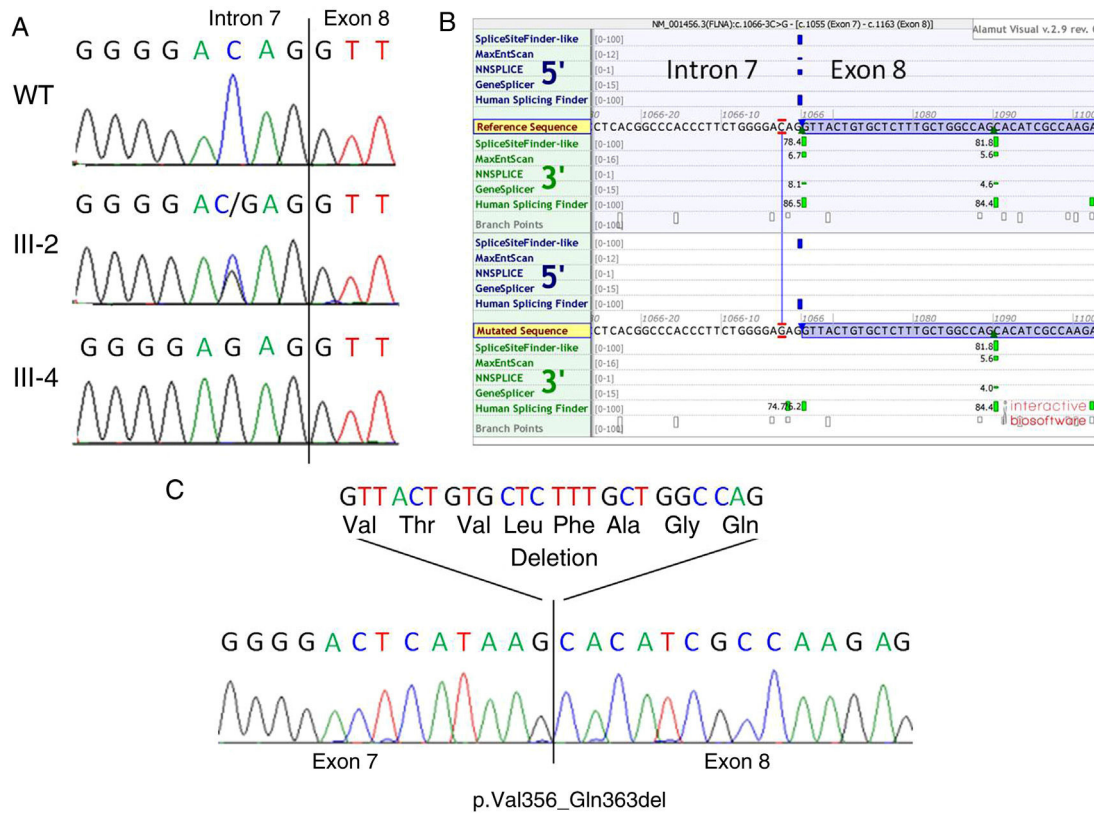 A
Intron 7 Exon 8
G G G G A C A G G T T
WT
G G G G A C/G A G G T T
III-2
G G G G A G A G G T T
III-4
B
NM_001456.3(FLNA):c.1066-3C>G - [c.1055 (Exon 7) - c.1163 (Exon 8)]
Alamut Visual v.2.9 rev.
SpliceSiteFinder-like [0-100]
MaxEntScan [0-12]
NNSPLICE [0-1]
GeneSplicer [0-15]
Human Splicing Finder [0-100]
5'
Intron 7 Exon 8
1066-20 1066-10 1066 1080 1090 1100
Reference Sequence CTCACGGCCCACCCTTCTGGGGACAGGTTACTGTGCTCTTTGCTGGCCAGCACATCGCCAAGA
SpliceSiteFinder-like [0-100] 78.4 81.8
MaxEntScan [0-16] 6.7 5.6
NNSPLICE [0-1]
GeneSplicer [0-15] 8.1 4.6
Human Splicing Finder [0-100] 86.5 84.4
3'
Branch Points [0-100]
SpliceSiteFinder-like [0-100]
MaxEntScan [0-12]
NNSPLICE [0-1]
GeneSplicer [0-15]
Human Splicing Finder [0-100]
5'
1066-20 1066-10 1066 1080 1090 1100
Mutated Sequence CTCACGGCCCACCCTTCTGGGGAGAGGTTACTGTGCTCTTTGCTGGCCAGCACATCGCCAAGA
SpliceSiteFinder-like [0-100] 81.8
MaxEntScan [0-16] 5.6
NNSPLICE [0-1]
GeneSplicer [0-15] 4.0
Human Splicing Finder [0-100] 74.7 84.4
3'
Branch Points [0-100]
interactive
biosoftware
C
GTT ACT GTG CTC TTT GCT GGC CAG
Val Thr Val Leu Phe Ala Gly Gln
Deletion
G G G G A C T C A T A A G C A C A T C G C C A A G A G
Exon 7 Exon 8
p.Val356_Gln363del